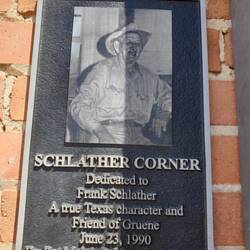 SCHLATHER CORNER
Dedicated to
Frank Schlather
A true Texas character and
Friend of Gruene
June 23, 1990